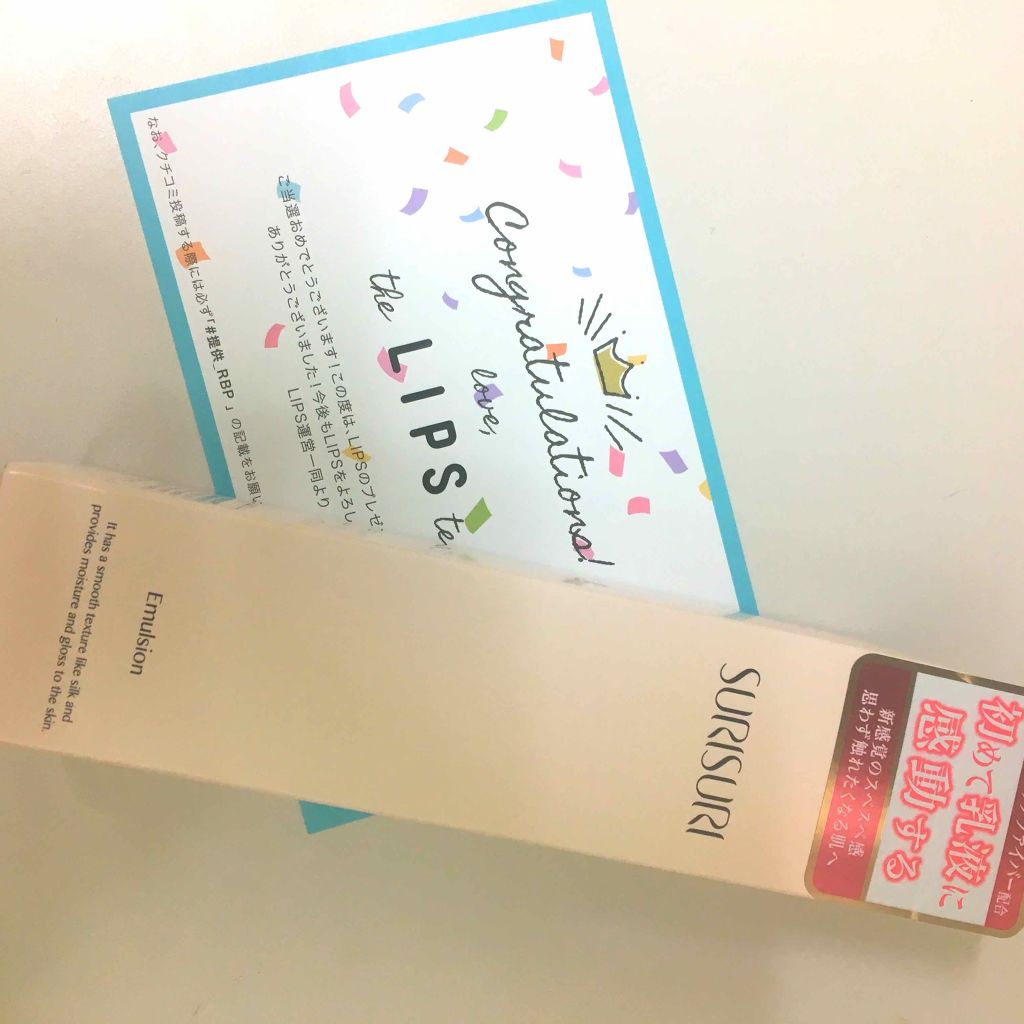 Congratulations!
love,
the LIPS
ご当選おめでとうございます！この度は、LIPSのプレゼ
ありがとうございました！今後もLIPSをよろし
LIPS運営一同より
なお、クチコミ投稿する際には必ず「#提供_RBP」の記載をお願い
ファイバー配合
初めて乳液に
感動する
新感覚のスベスベ感
思わず触れたくなる肌へ
SURISURI
Emulsion
It has a smooth texture like silk and
provides moisture and gloss to the skin.